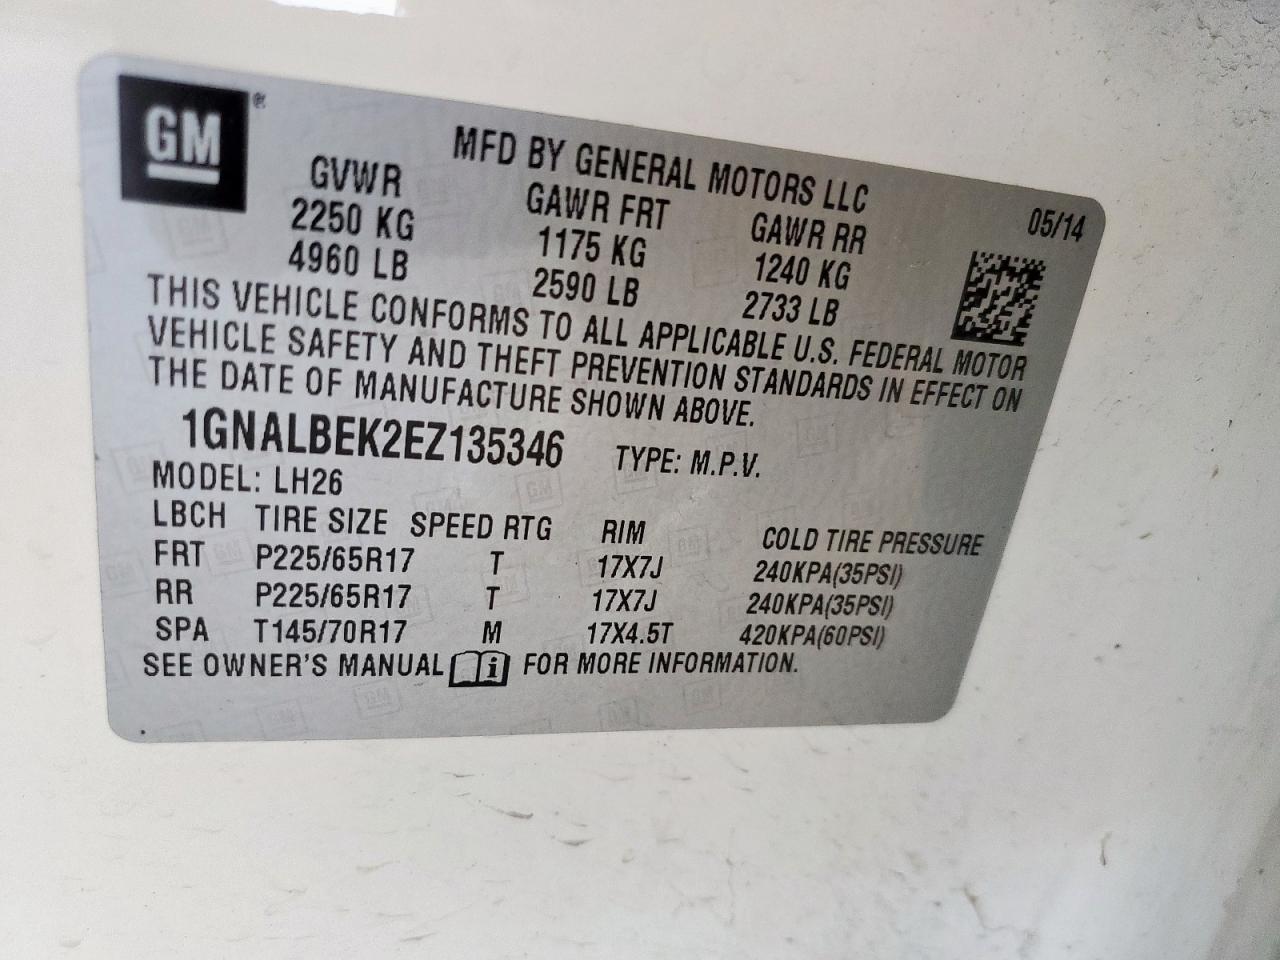 GM ®
MFD BY GENERAL MOTORS LLC
05/14
GVWR GAWR FRT GAWR RR
2250 KG 1175 KG 1240 KG
4960 LB 2590 LB 2733 LB
THIS VEHICLE CONFORMS TO ALL APPLICABLE U.S. FEDERAL MOTOR
VEHICLE SAFETY AND THEFT PREVENTION STANDARDS IN EFFECT ON
THE DATE OF MANUFACTURE SHOWN ABOVE.
1GNALBEK2EZ135346 TYPE: M.P.V.
MODEL: LH26
LBCH TIRE SIZE SPEED RTG RIM COLD TIRE PRESSURE
FRT P225/65R17 T 17X7J 240KPA(35PSI)
RR P225/65R17 T 17X7J 240KPA(35PSI)
SPA T145/70R17 M 17X4.5T 420KPA(60PSI)
SEE OWNER'S MANUAL i FOR MORE INFORMATION.